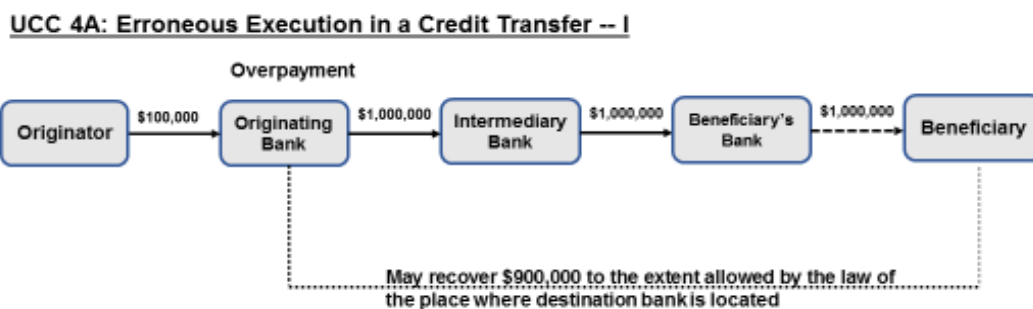 UCC 4A: Erroneous Execution in a Credit Transfer -- I
Overpayment
Originator
$100,000
Originating
Bank
$1,000,000
Intermediary
Bank
$1,000,000
Beneficiary's
Bank
$1,000,000
Beneficiary
May recover $900,000 to the extent allowed by the law of
the place where destination bank is located